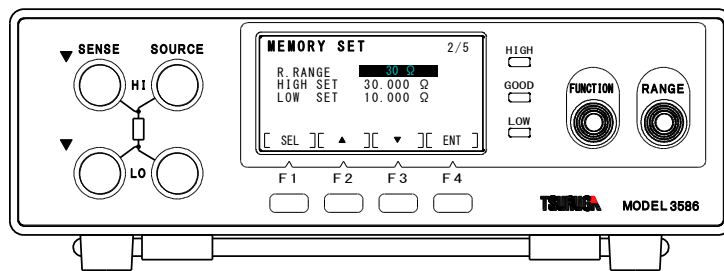 ▼ SENSE SOURCE
HI
▼
LO
MEMORY SET 2/5
R.RANGE 30 Ω
HIGH SET 30.000 Ω
LOW SET 10.000 Ω
[ SEL ][ ▲ ][ ▼ ][ ENT ]
F1 F2 F3 F4
HIGH
GOOD
LOW
FUNCTION RANGE
TSURUGA MODEL 3586